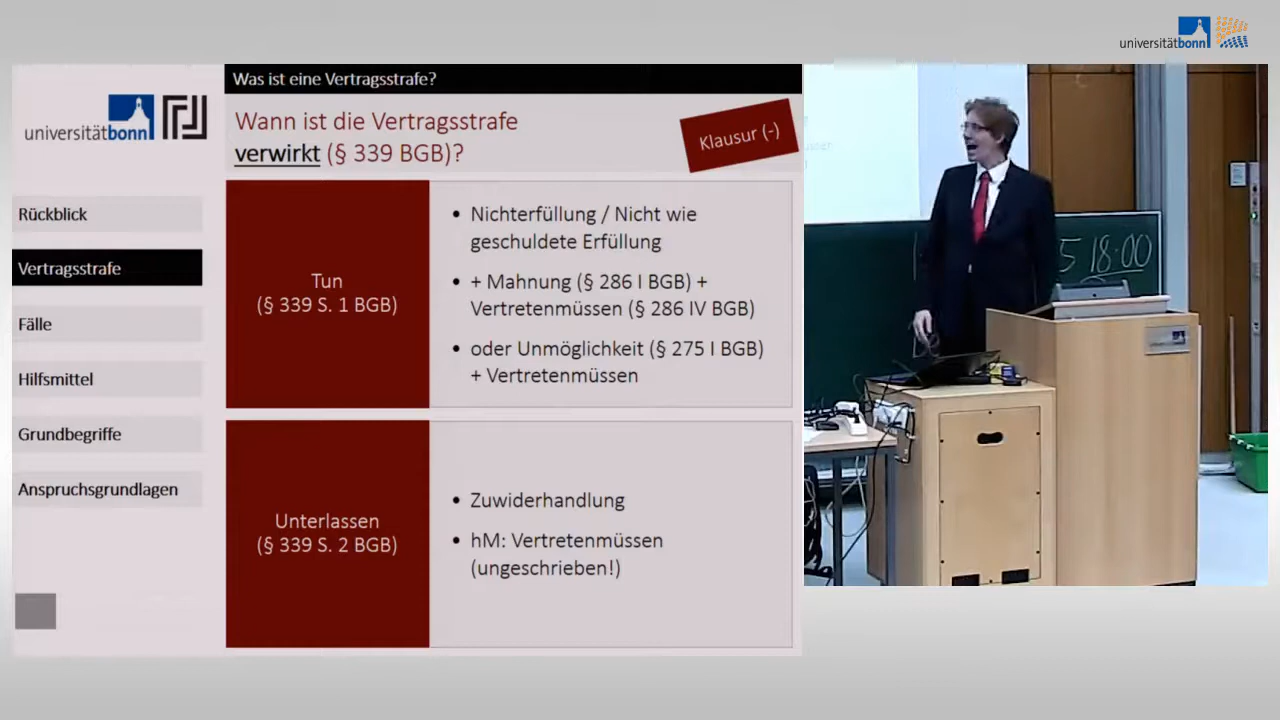 universitätbonn
Was ist eine Vertragsstrafe?
universitätbonn
Wann ist die Vertragsstrafe
verwirkt (§ 339 BGB)?
Klausur (-)
Rückblick
Vertragsstrafe
Fälle
Hilfsmittel
Grundbegriffe
Anspruchsgrundlagen
Tun
(§ 339 S. 1 BGB)
• Nichterfüllung / Nicht wie
geschuldete Erfüllung
• + Mahnung (§ 286 I BGB) +
Vertretenmüssen (§ 286 IV BGB)
• oder Unmöglichkeit (§ 275 I BGB)
+ Vertretenmüssen
Unterlassen
(§ 339 S. 2 BGB)
• Zuwiderhandlung
• hM: Vertretenmüssen
(ungeschrieben!)
5 18:00